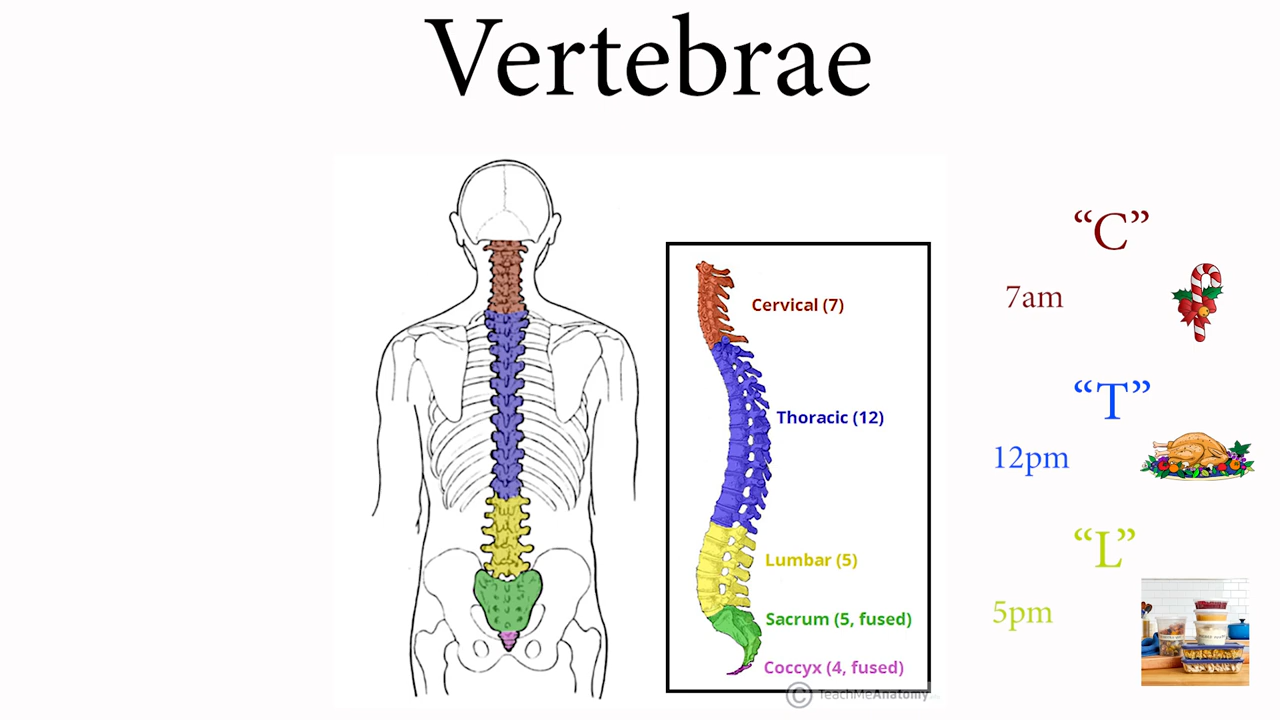 Vertebrae
Cervical (7)
Thoracic (12)
Lumbar (5)
Sacrum (5, fused)
Coccyx (4, fused)
© TeachMeAnatomy
“C”
7am
“T”
12pm
“L”
5pm